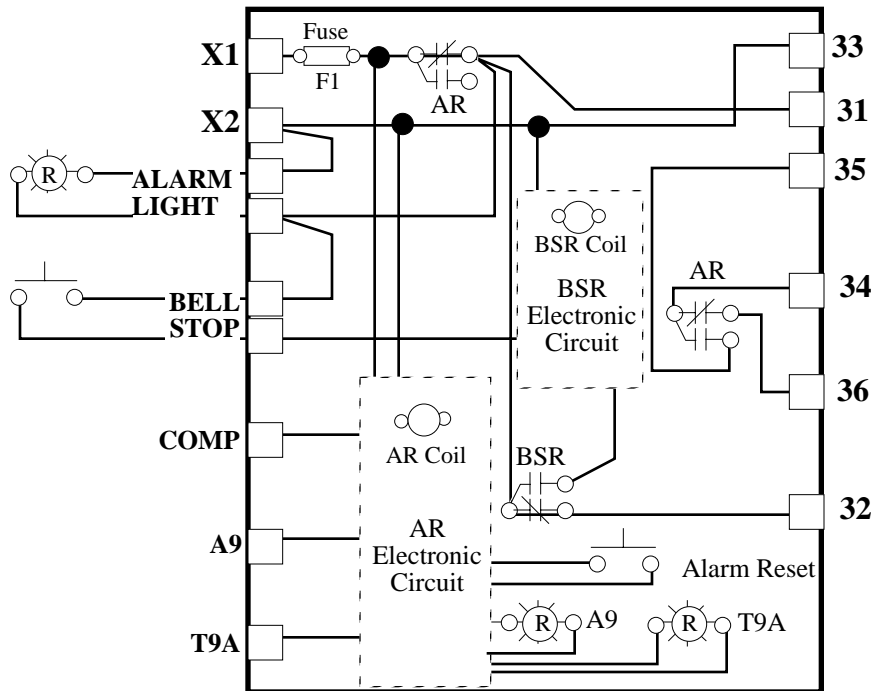 Fuse
X1
F1
33
AR
31
X2
35
R
ALARM
LIGHT
BSR Coil
AR
34
BSR
Electronic
Circuit
BELL
STOP
36
COMP
AR Coil
BSR
32
A9
AR
Electronic
Circuit
Alarm Reset
R
A9
R
T9A
T9A